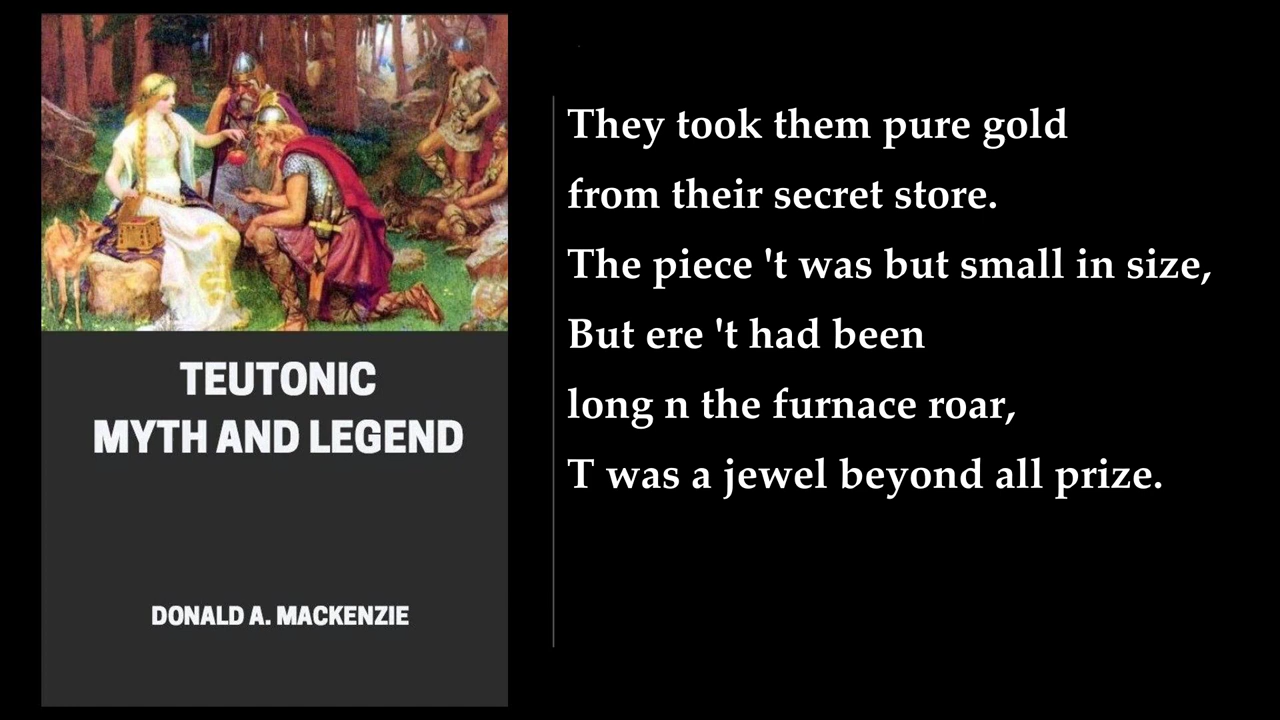 TEUTONIC
MYTH AND LEGEND
DONALD A. MACKENZIE
They took them pure gold
from their secret store.
The piece 't was but small in size,
But ere 't had been
long n the furnace roar,
T was a jewel beyond all prize.